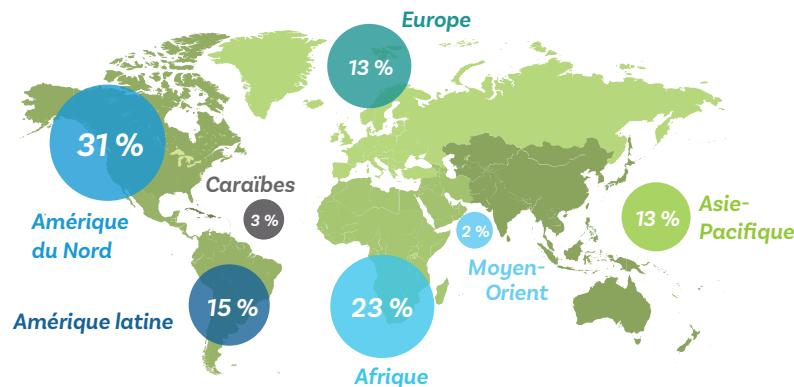 Europe
13 %
31 %
Amérique
du Nord
Caraïbes
3 %
13 %
Asie-
Pacifique
2 %
Moyen-
Orient
15 %
Amérique latine
23 %
Afrique